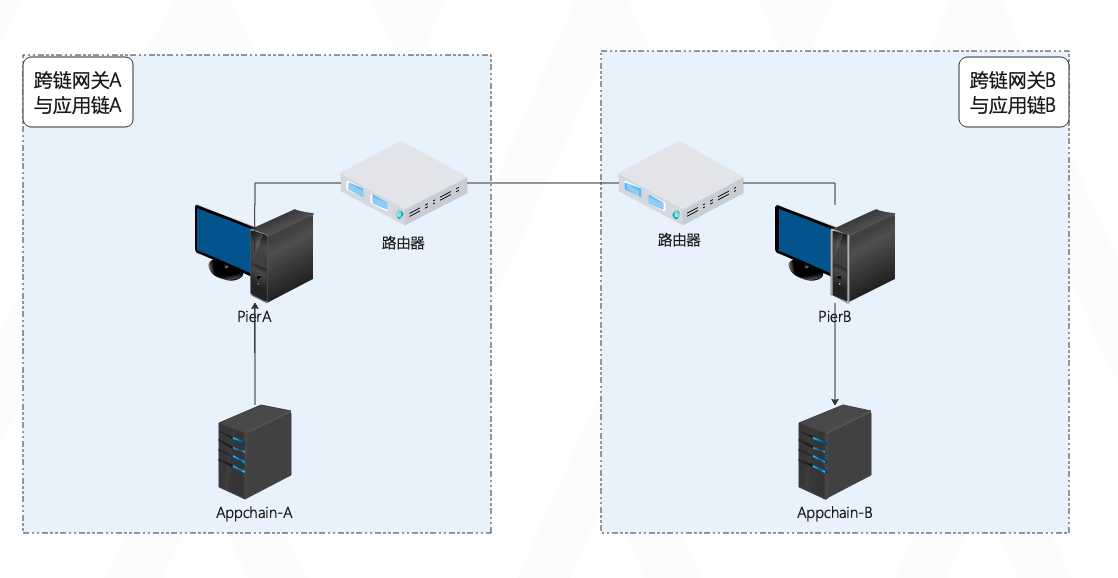 跨链网关A
与应用链A
跨链网关B
与应用链B
路由器
路由器
PierA
PierB
Appchain-A
Appchain-B